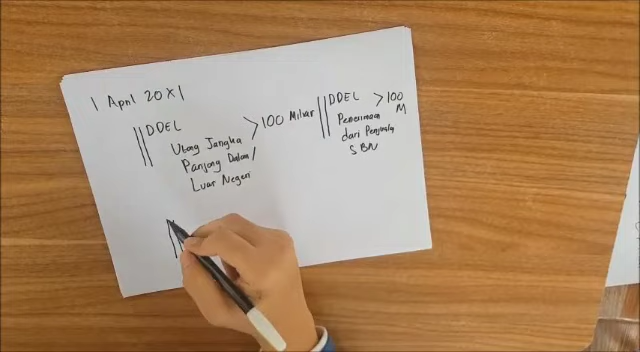 1 April 20X1
DDEL
Utang Jangka
Panjang Dalam/
Luar Negeri
100 Miliar
DDEL
Penerimaan
dari Penjualan
SBN
100
M